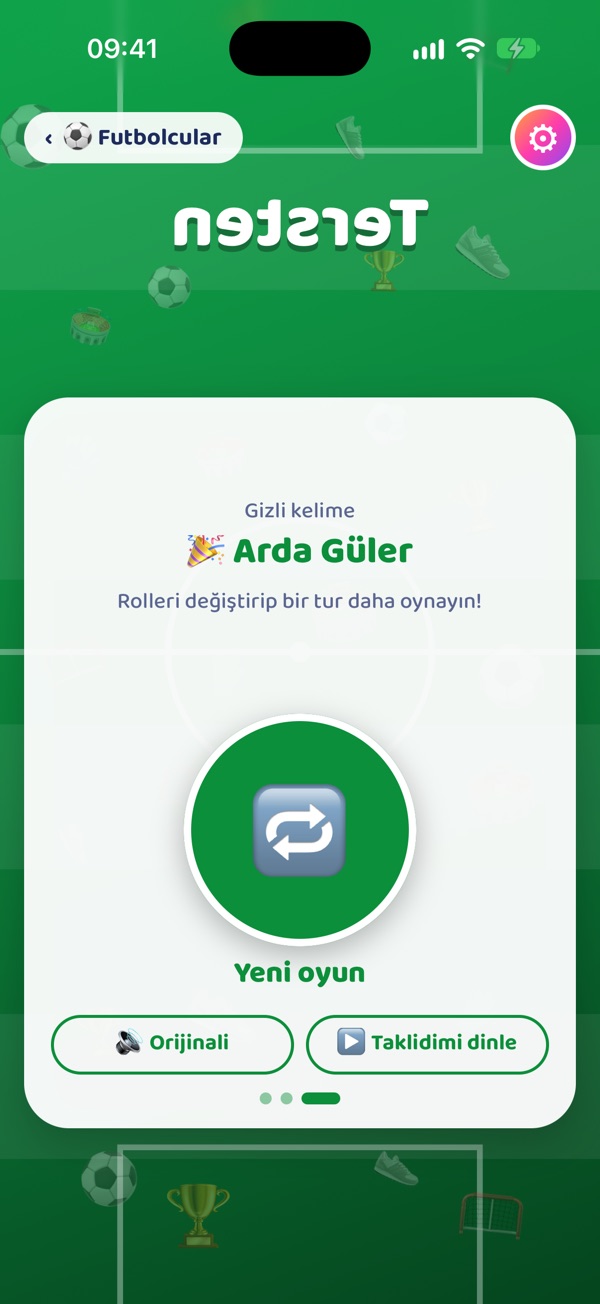 09:41
‹ Futbolcular
Tersten
Gizli kelime
Arda Güler
Rolleri değiştirip bir tur daha oynayın!
Yeni oyun
Orijinali
Taklidimi dinle